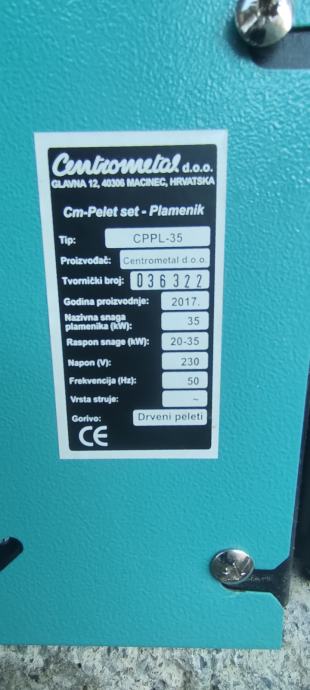 Centrometal d.o.o.
GLAVNA 12, 40306 MACINEC, HRVATSKA
Cm-Pelet set - Plamenik
Tip: CPPL-35
Proizvođač: Centrometal d.o.o.
Tvornički broj: 036322
Godina proizvodnje: 2017.
Nazivna snaga
plamenika (kW): 35
Raspon snage (kW): 20-35
Napon (V): 230
Frekvencija (Hz): 50
Vrsta struje: ~
Gorivo: Drveni peleti
CE